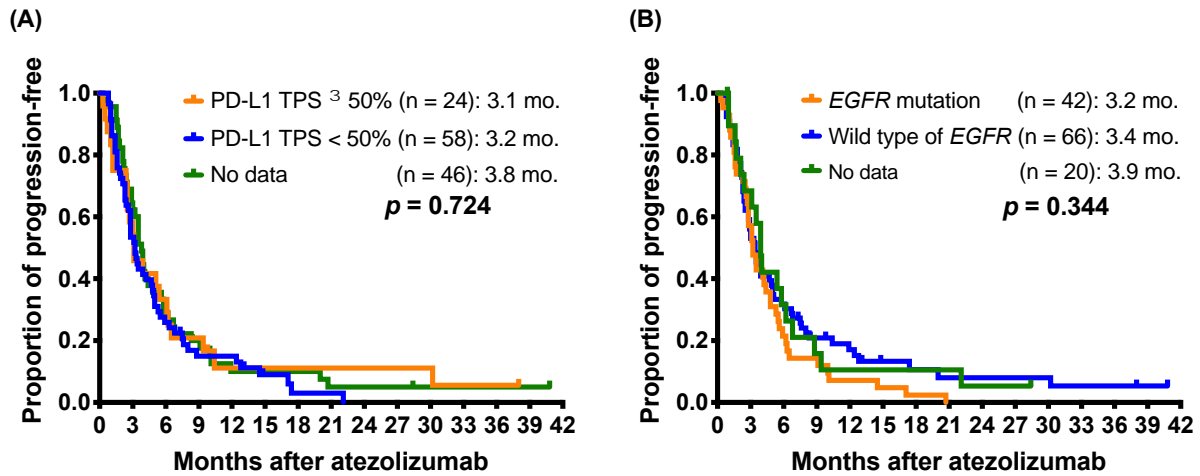 (A)
Proportion of progression-free
1.0
0.8
0.6
0.4
0.2
0.0
PD-L1 TPS ³ 50% (n = 24): 3.1 mo.
PD-L1 TPS < 50% (n = 58): 3.2 mo.
No data (n = 46): 3.8 mo.
p = 0.724
0 3 6 9 12 15 18 21 24 27 30 33 36 39 42
Months after atezolizumab
(B)
Proportion of progression-free
1.0
0.8
0.6
0.4
0.2
0.0
EGFR mutation (n = 42): 3.2 mo.
Wild type of EGFR (n = 66): 3.4 mo.
No data (n = 20): 3.9 mo.
p = 0.344
0 3 6 9 12 15 18 21 24 27 30 33 36 39 42
Months after atezolizumab